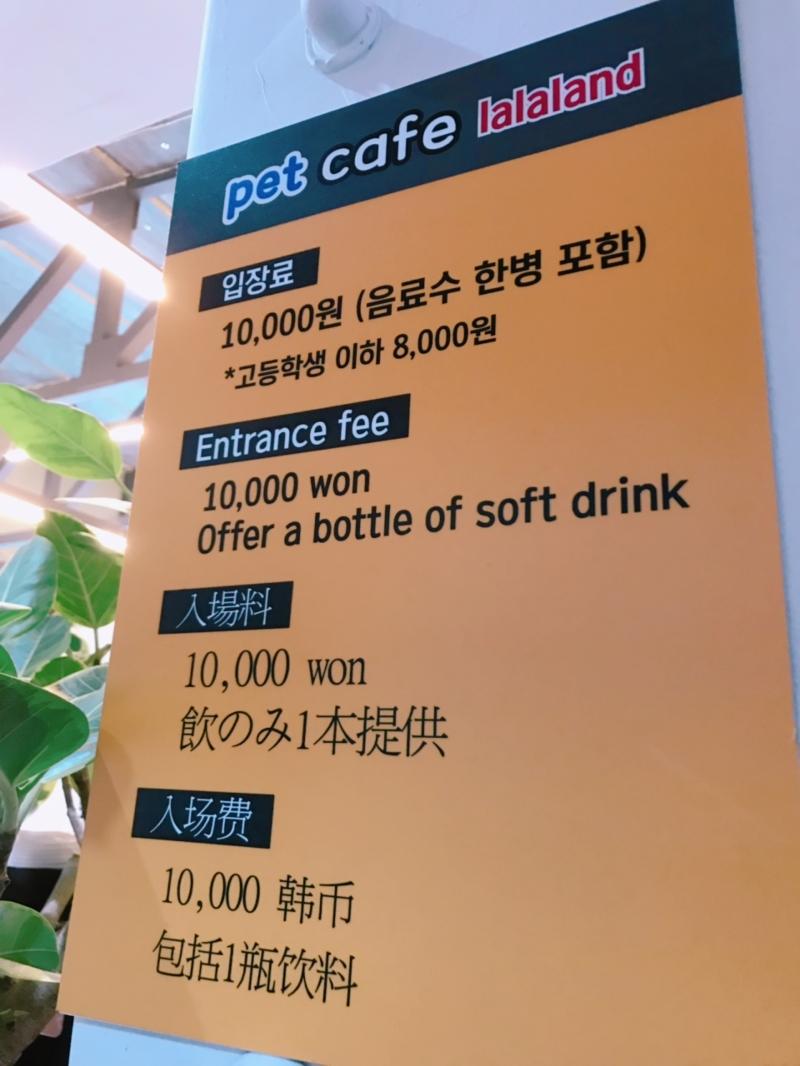 pet cafe lalaland
입장료
10,000원 (음료수 한병 포함)
*고등학생 이하 8,000원
Entrance fee
10,000 won
Offer a bottle of soft drink
入場料
10,000 won
飲のみ1本提供
入场费
10,000 韩币
包括1瓶饮料